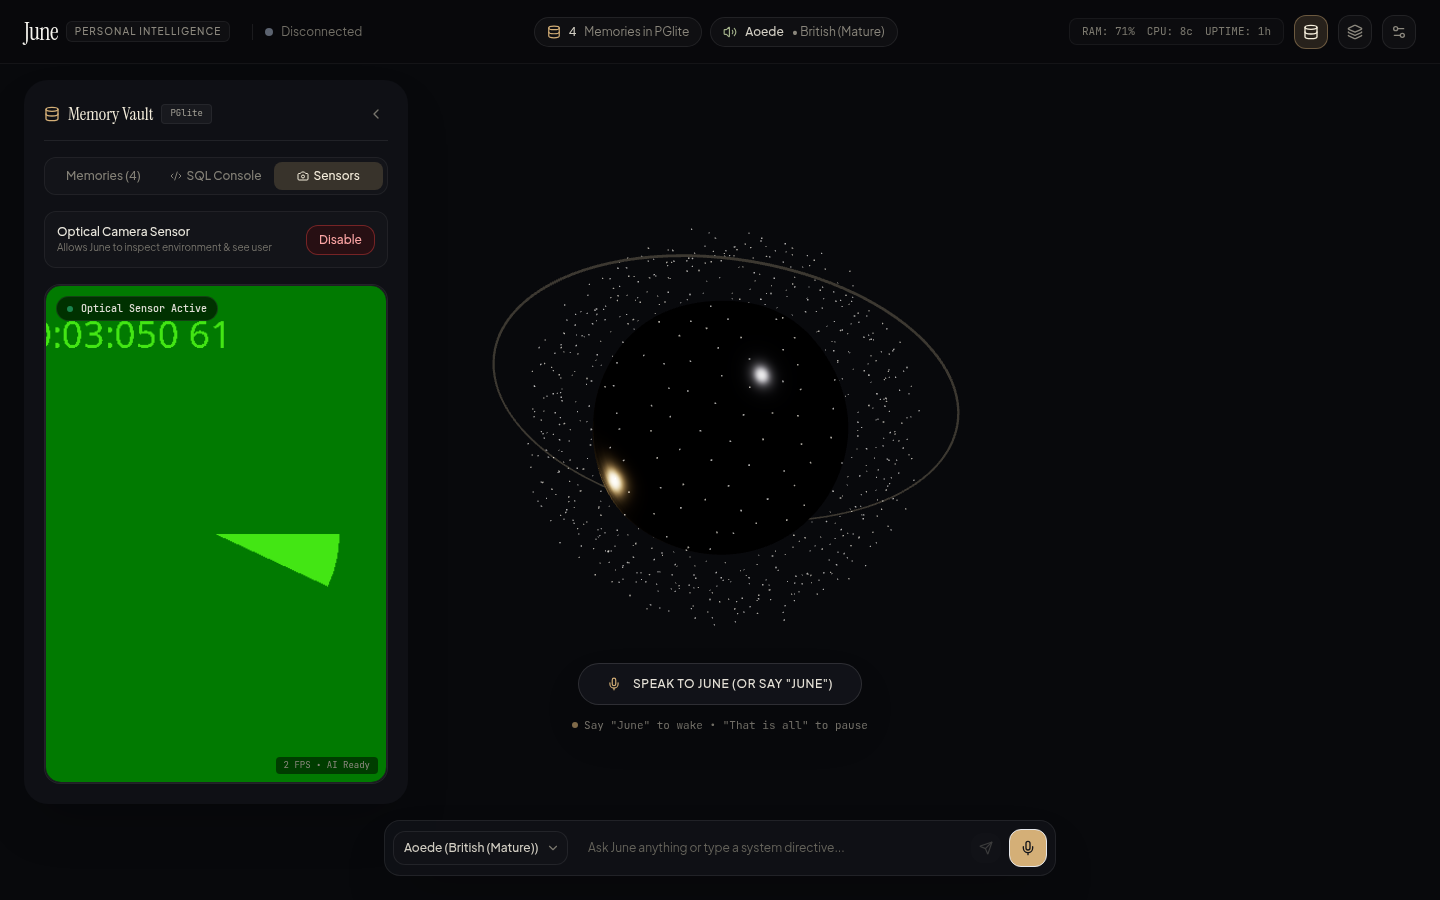 June PERSONAL INTELLIGENCE Disconnected 4 Memories in PGlite Aoede • British (Mature) RAM: 71% CPU: 8c UPTIME: 1h
Memory Vault PGlite
Memories (4) SQL Console Sensors
Optical Camera Sensor
Allows June to inspect environment & see user
Disable
Optical Sensor Active
:03:050 61
2 FPS • AI Ready
SPEAK TO JUNE (OR SAY "JUNE")
Say "June" to wake • "That is all" to pause
Aoede (British (Mature)) Ask June anything or type a system directive...